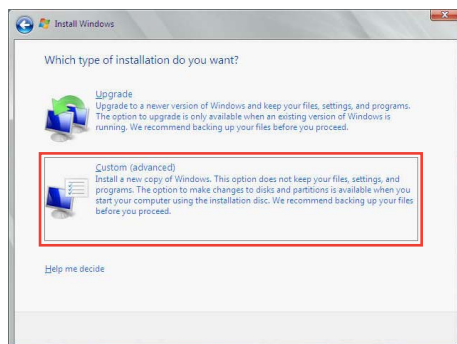 Install Windows
Which type of installation do you want?
Upgrade
Upgrade to a newer version of Windows and keep your files, settings, and programs.
The option to upgrade is only available when an existing version of Windows is
running. We recommend backing up your files before you proceed.
Custom (advanced)
Install a new copy of Windows. This option does not keep your files, settings, and
programs. The option to make changes to disks and partitions is available when you
start your computer using the installation disc. We recommend backing up your files
before you proceed.
Help me decide